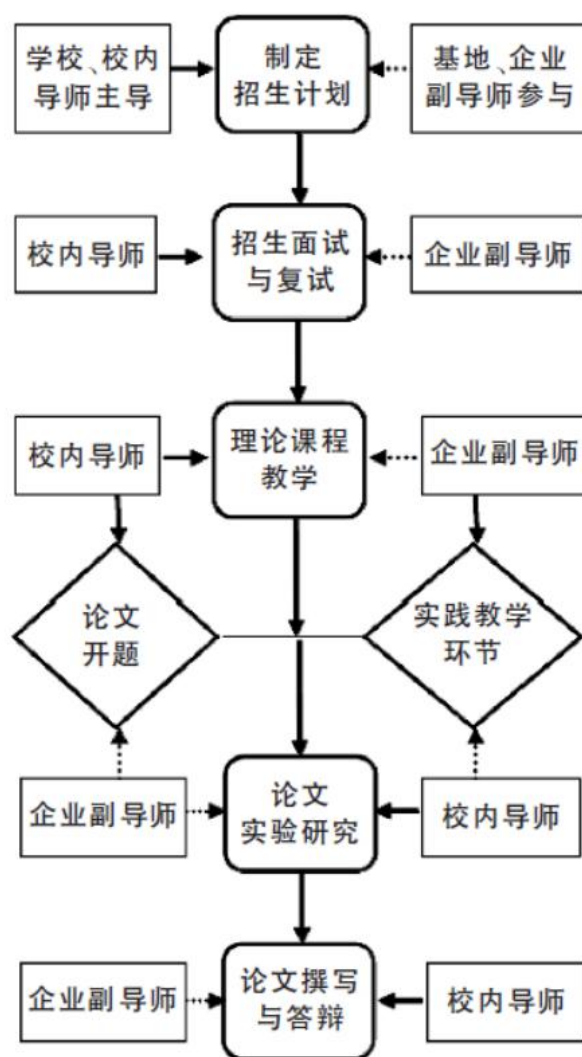 学校、校内
导师主导
制定
招生计划
基地、企业
副导师参与
校内导师
招生面试
与复试
企业副导师
校内导师
理论课程
教学
企业副导师
论文
开题
实践教学
环节
企业副导师
论文
实验研究
校内导师
企业副导师
论文撰写
与答辩
校内导师